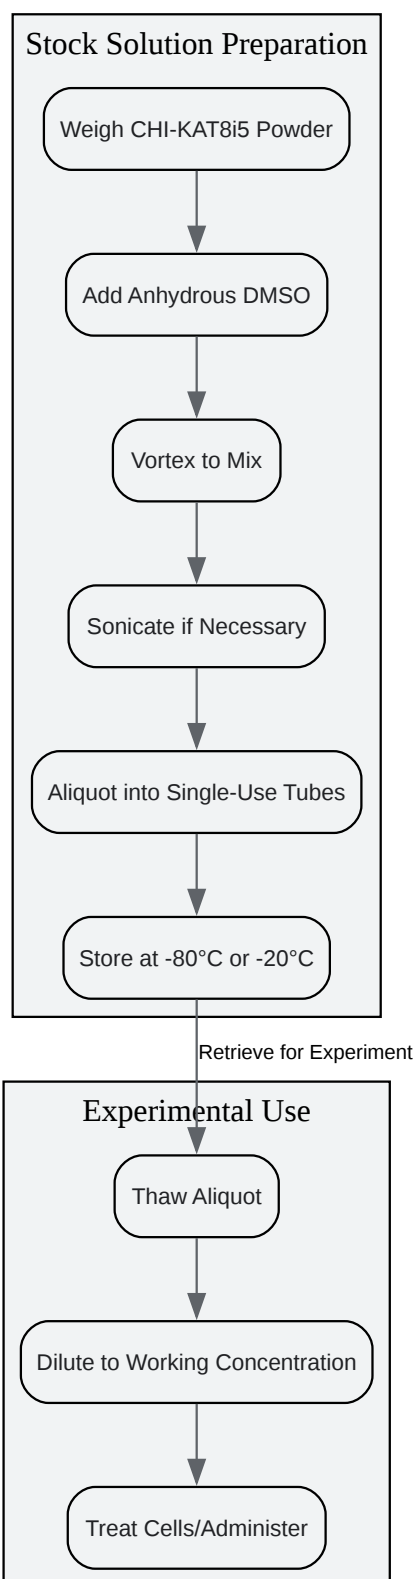 Stock Solution Preparation
Weigh CHI-KAT8i5 Powder
Add Anhydrous DMSO
Vortex to Mix
Sonicate if Necessary
Aliquot into Single-Use Tubes
Store at -80°C or -20°C
Retrieve for Experiment
Experimental Use
Thaw Aliquot
Dilute to Working Concentration
Treat Cells/Administer